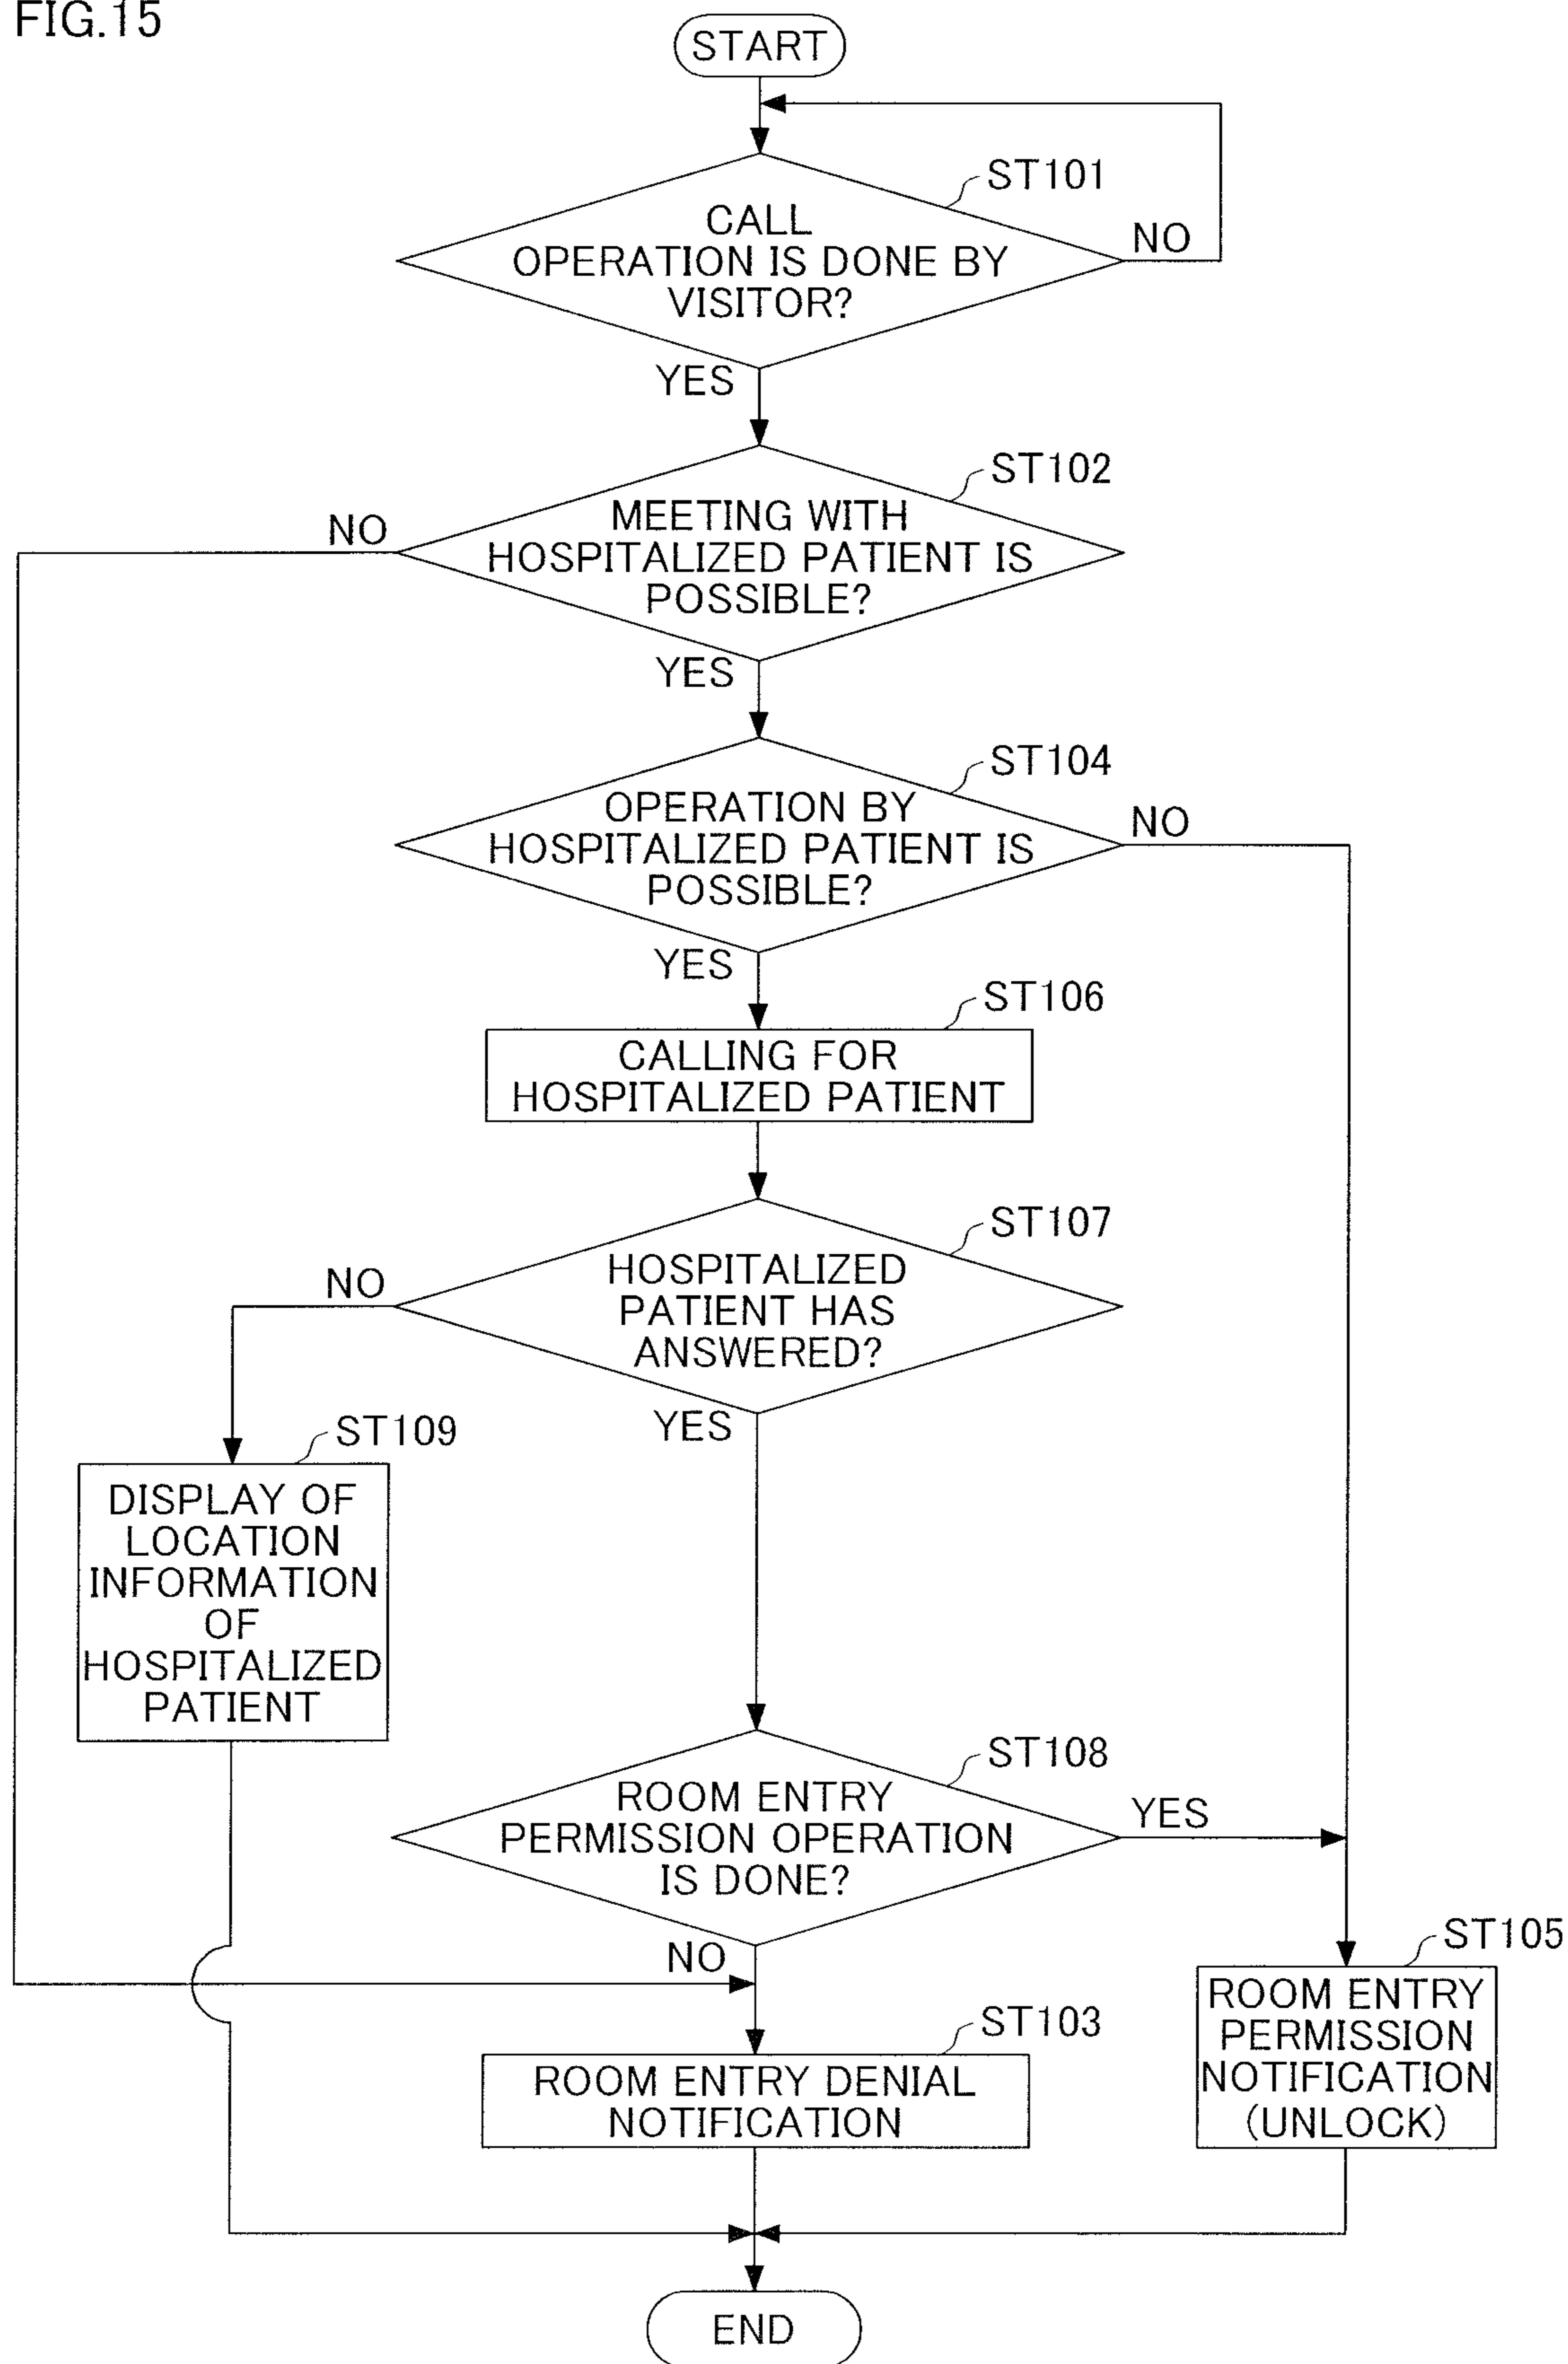 FIG.15
START
ST101
CALL
OPERATION IS DONE BY
VISITOR?
NO
YES
ST102
MEETING WITH
HOSPITALIZED PATIENT IS
POSSIBLE?
NO
YES
ST104
OPERATION BY
HOSPITALIZED PATIENT IS
POSSIBLE?
NO
YES
ST106
CALLING FOR
HOSPITALIZED PATIENT
ST107
HOSPITALIZED
PATIENT HAS
ANSWERED?
NO
YES
ST109
DISPLAY OF
LOCATION
INFORMATION
OF
HOSPITALIZED
PATIENT
ST108
ROOM ENTRY
PERMISSION OPERATION
IS DONE?
YES
NO
ST105
ROOM ENTRY
PERMISSION
NOTIFICATION
(UNLOCK)
ST103
ROOM ENTRY DENIAL
NOTIFICATION
END